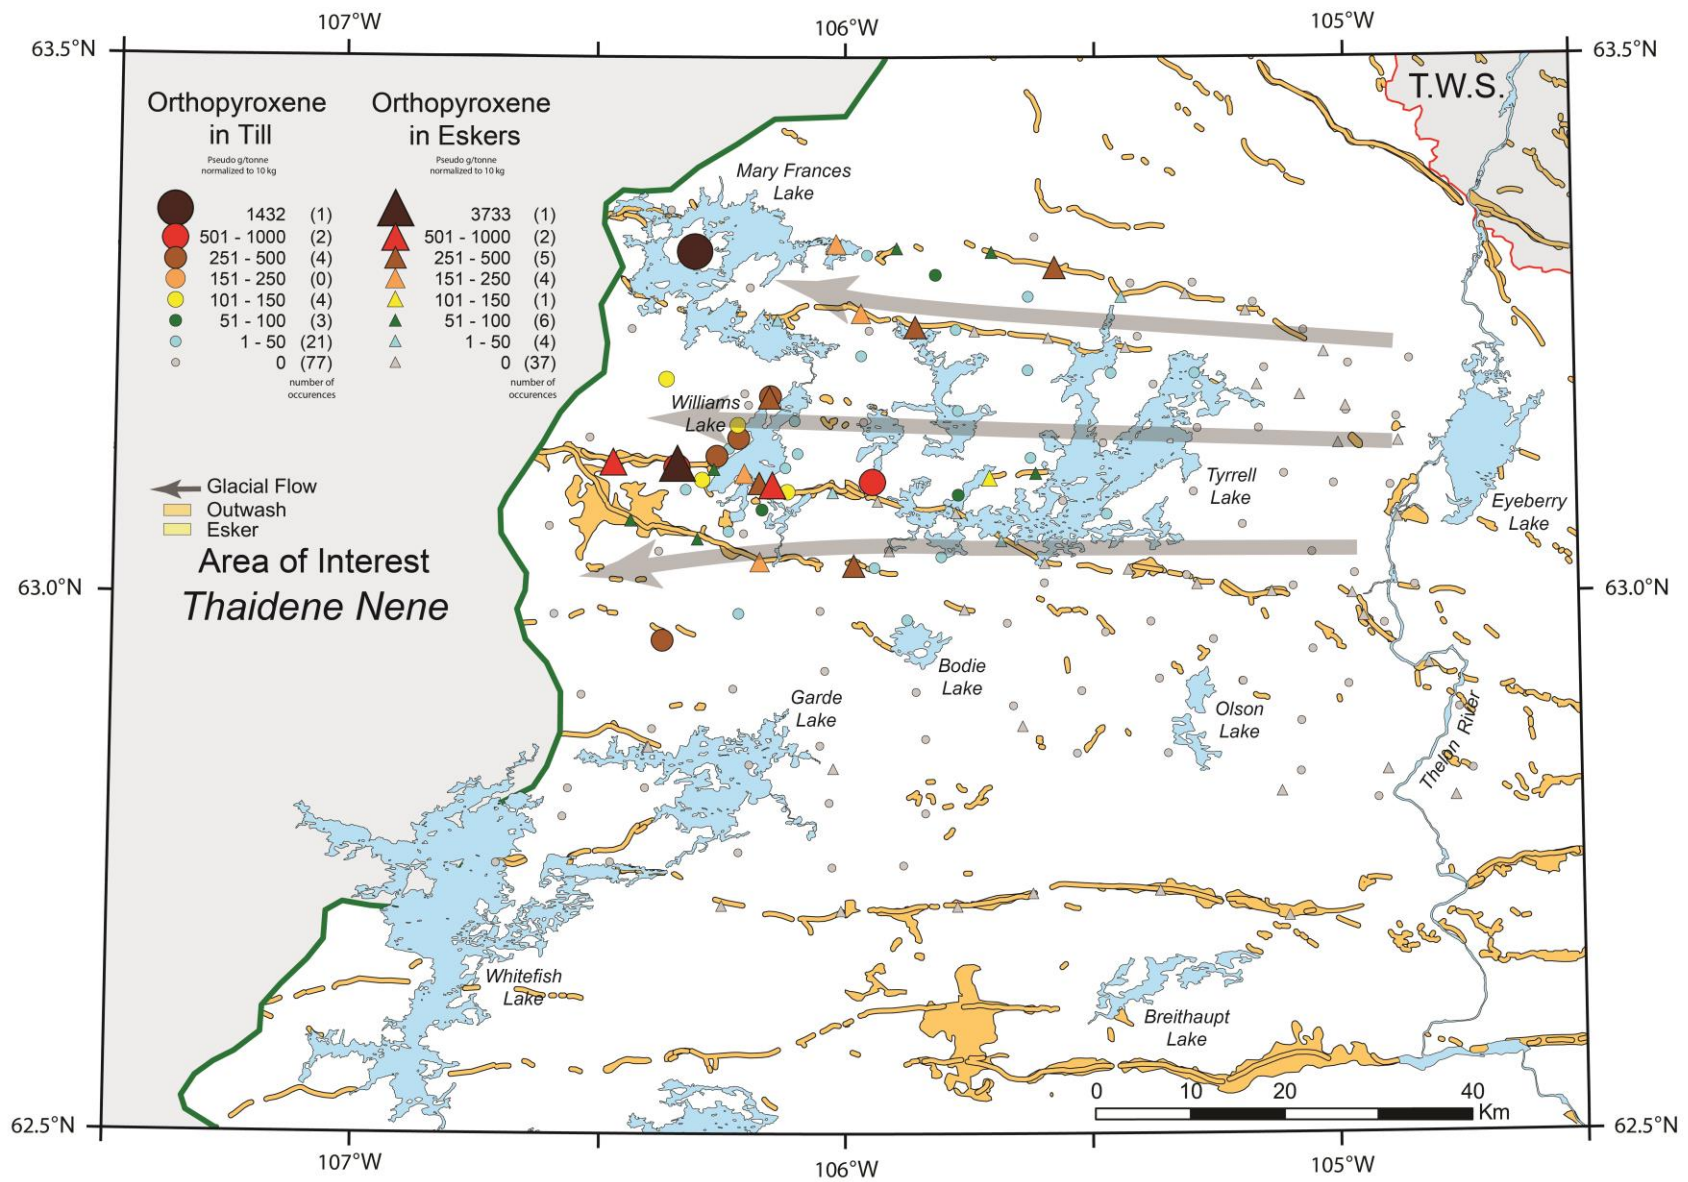 107°W
106°W
105°W
63.5°N
63.5°N
T.W.S.
Orthopyroxene
in Till
Pseudo g/tonne
normalized to 10 kg
1432 (1)
501 - 1000 (2)
251 - 500 (4)
151 - 250 (0)
101 - 150 (4)
51 - 100 (3)
1 - 50 (21)
0 (77)
number of
occurences
Orthopyroxene
in Eskers
Pseudo g/tonne
normalized to 10 kg
3733 (1)
501 - 1000 (2)
251 - 500 (5)
151 - 250 (4)
101 - 150 (1)
51 - 100 (6)
1 - 50 (4)
0 (37)
number of
occurences
Mary Frances
Lake
Williams
Lake
Tyrrell
Lake
Eyeberry
Lake
Glacial Flow
Outwash
Esker
Area of Interest
Thaidene Nene
63.0°N
63.0°N
Bodie
Lake
Garde
Lake
Olson
Lake
Thelon River
Whitefish
Lake
Breithaupt
Lake
0 10 20 40
Km
62.5°N
62.5°N
107°W
106°W
105°W